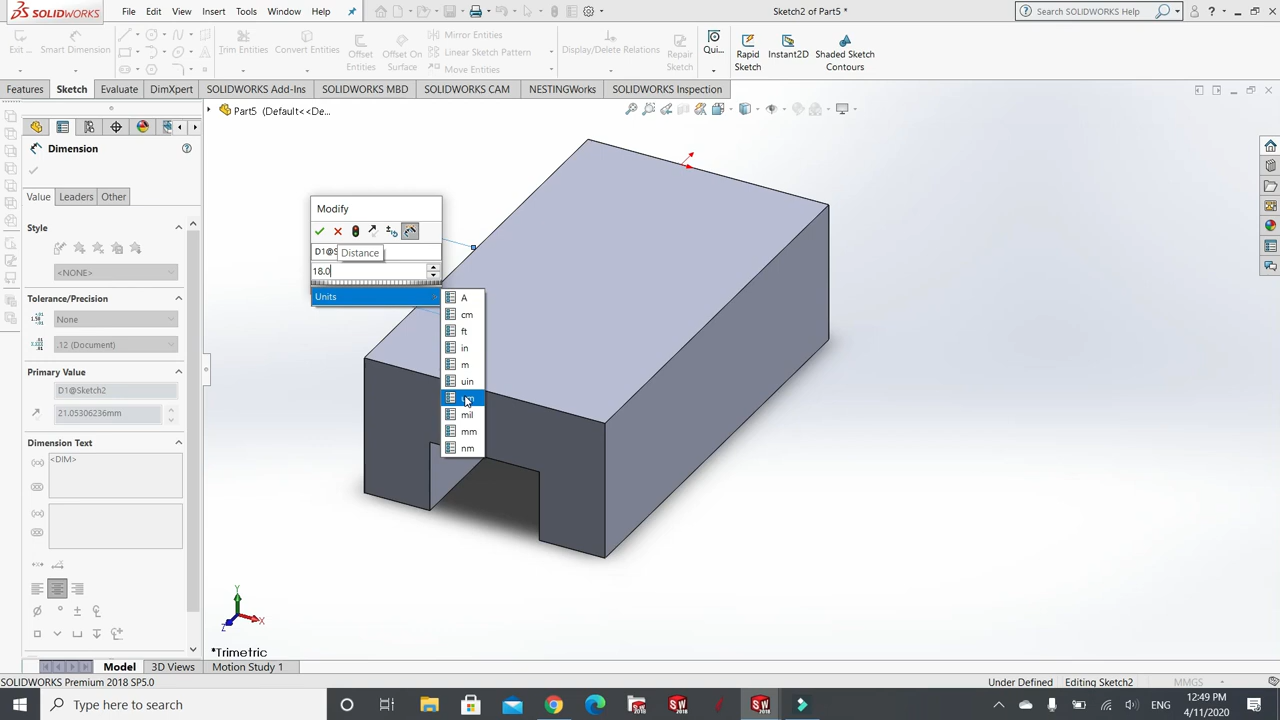 SOLIDWORKS
File Edit View Insert Tools Window Help
Sketch2 of Part5 *
Search SOLIDWORKS Help
Exit ...
Smart Dimension
Trim Entities
Convert Entities
Offset Entities
Offset On Surface
Mirror Entities
Linear Sketch Pattern
Move Entities
Display/Delete Relations
Repair Sketch
Qui...
Rapid Sketch
Instant2D
Shaded Sketch Contours
Features Sketch Evaluate DimXpert SOLIDWORKS Add-Ins SOLIDWORKS MBD SOLIDWORKS CAM NESTINGWorks SOLIDWORKS Inspection
Part5 (Default<<De...
Dimension
Value Leaders Other
Style
<NONE>
Tolerance/Precision
None
.12 (Document)
Primary Value
D1@Sketch2
21.05306236mm
Dimension Text
<DIM>
Modify
D1@S
Distance
18.0
Units
A
cm
ft
in
m
uin
mil
mm
nm
Y
X
Z
*Trimetric
Model 3D Views Motion Study 1
SOLIDWORKS Premium 2018 SP5.0
Under Defined Editing Sketch2 MMGS
Type here to search
ENG
12:49 PM
4/11/2020